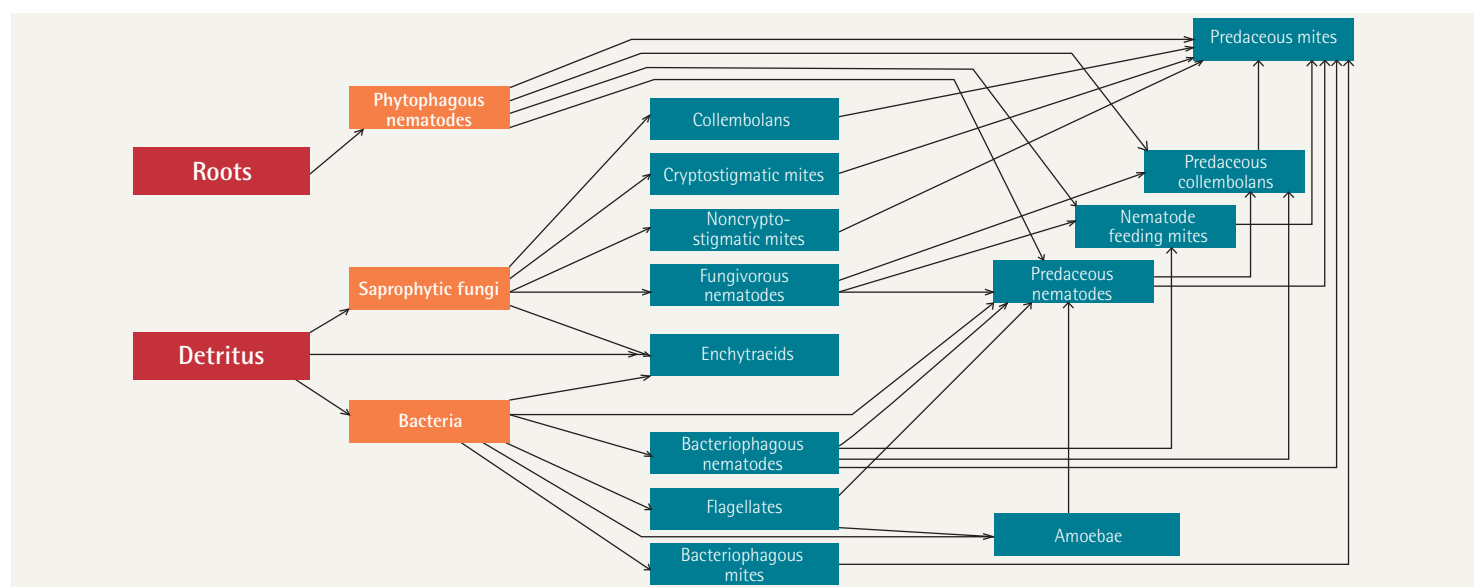 Predaceous mites
Phytophagous
nematodes
Collembolans
Roots
Predaceous
collembolans
Cryptostigmatic mites
Noncrypto-
stigmatic mites
Nematode
feeding mites
Saprophytic fungi
Fungivorous
nematodes
Predaceous
nematodes
Detritus
Enchytraeids
Bacteria
Bacteriophagous
nematodes
Flagellates
Amoebae
Bacteriophagous
mites